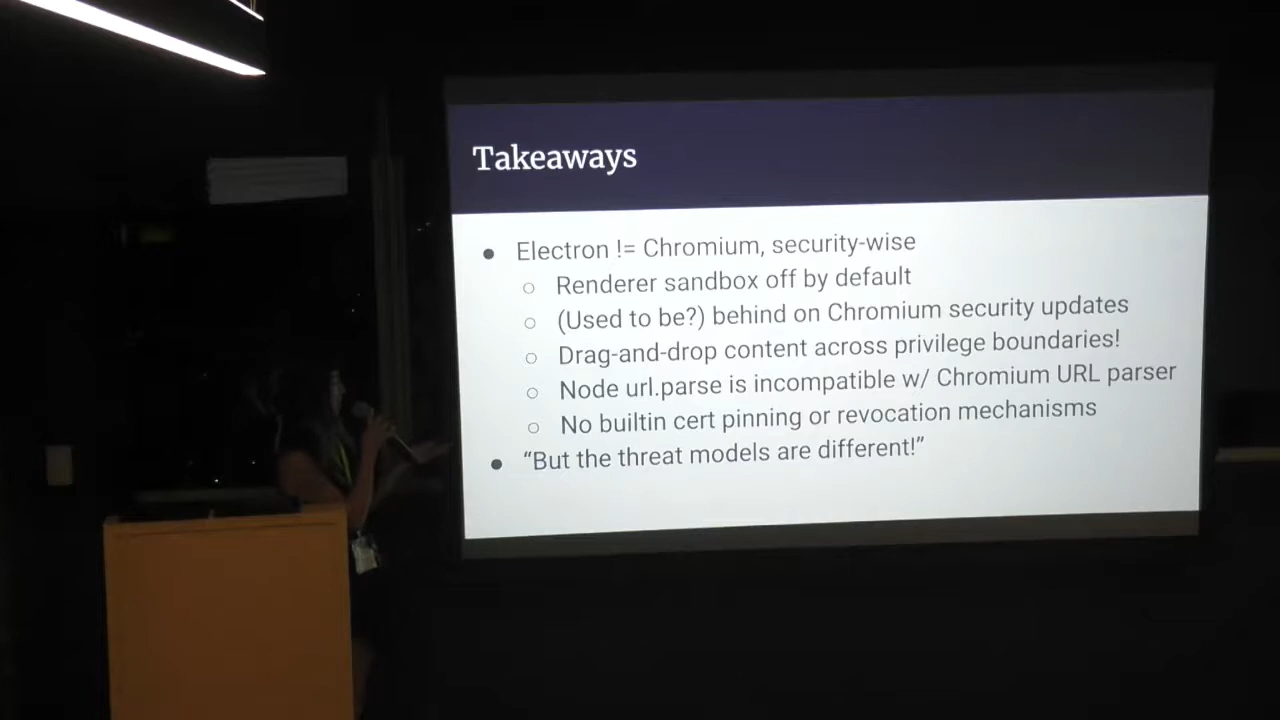 Takeaways
● Electron != Chromium, security-wise
○ Renderer sandbox off by default
○ (Used to be?) behind on Chromium security updates
○ Drag-and-drop content across privilege boundaries!
○ Node url.parse is incompatible w/ Chromium URL parser
○ No builtin cert pinning or revocation mechanisms
● “But the threat models are different!”